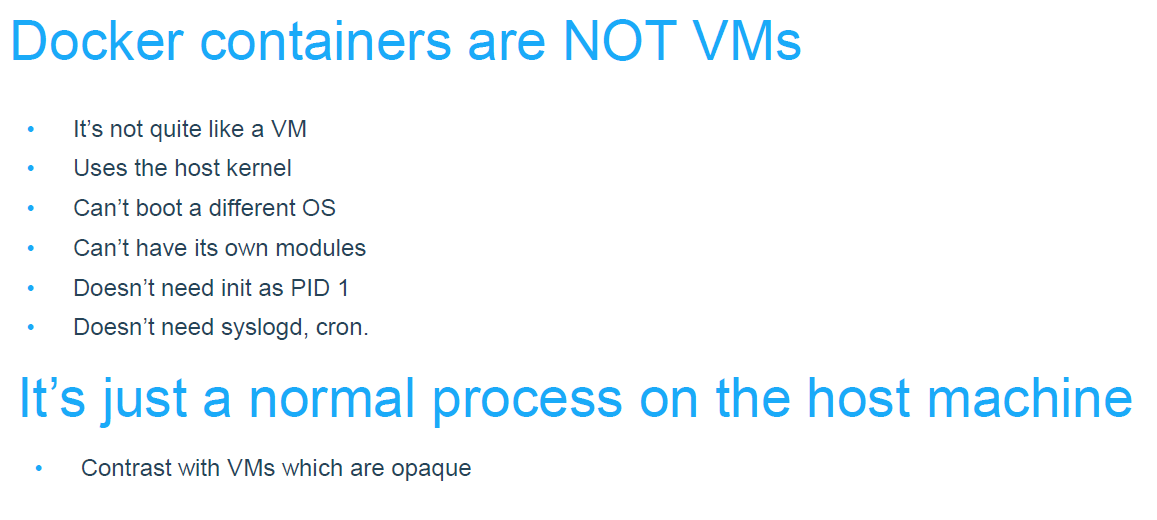 Docker containers are NOT VMs
• It’s not quite like a VM
• Uses the host kernel
• Can’t boot a different OS
• Can’t have its own modules
• Doesn’t need init as PID 1
• Doesn’t need syslogd, cron.
It’s just a normal process on the host machine
• Contrast with VMs which are opaque